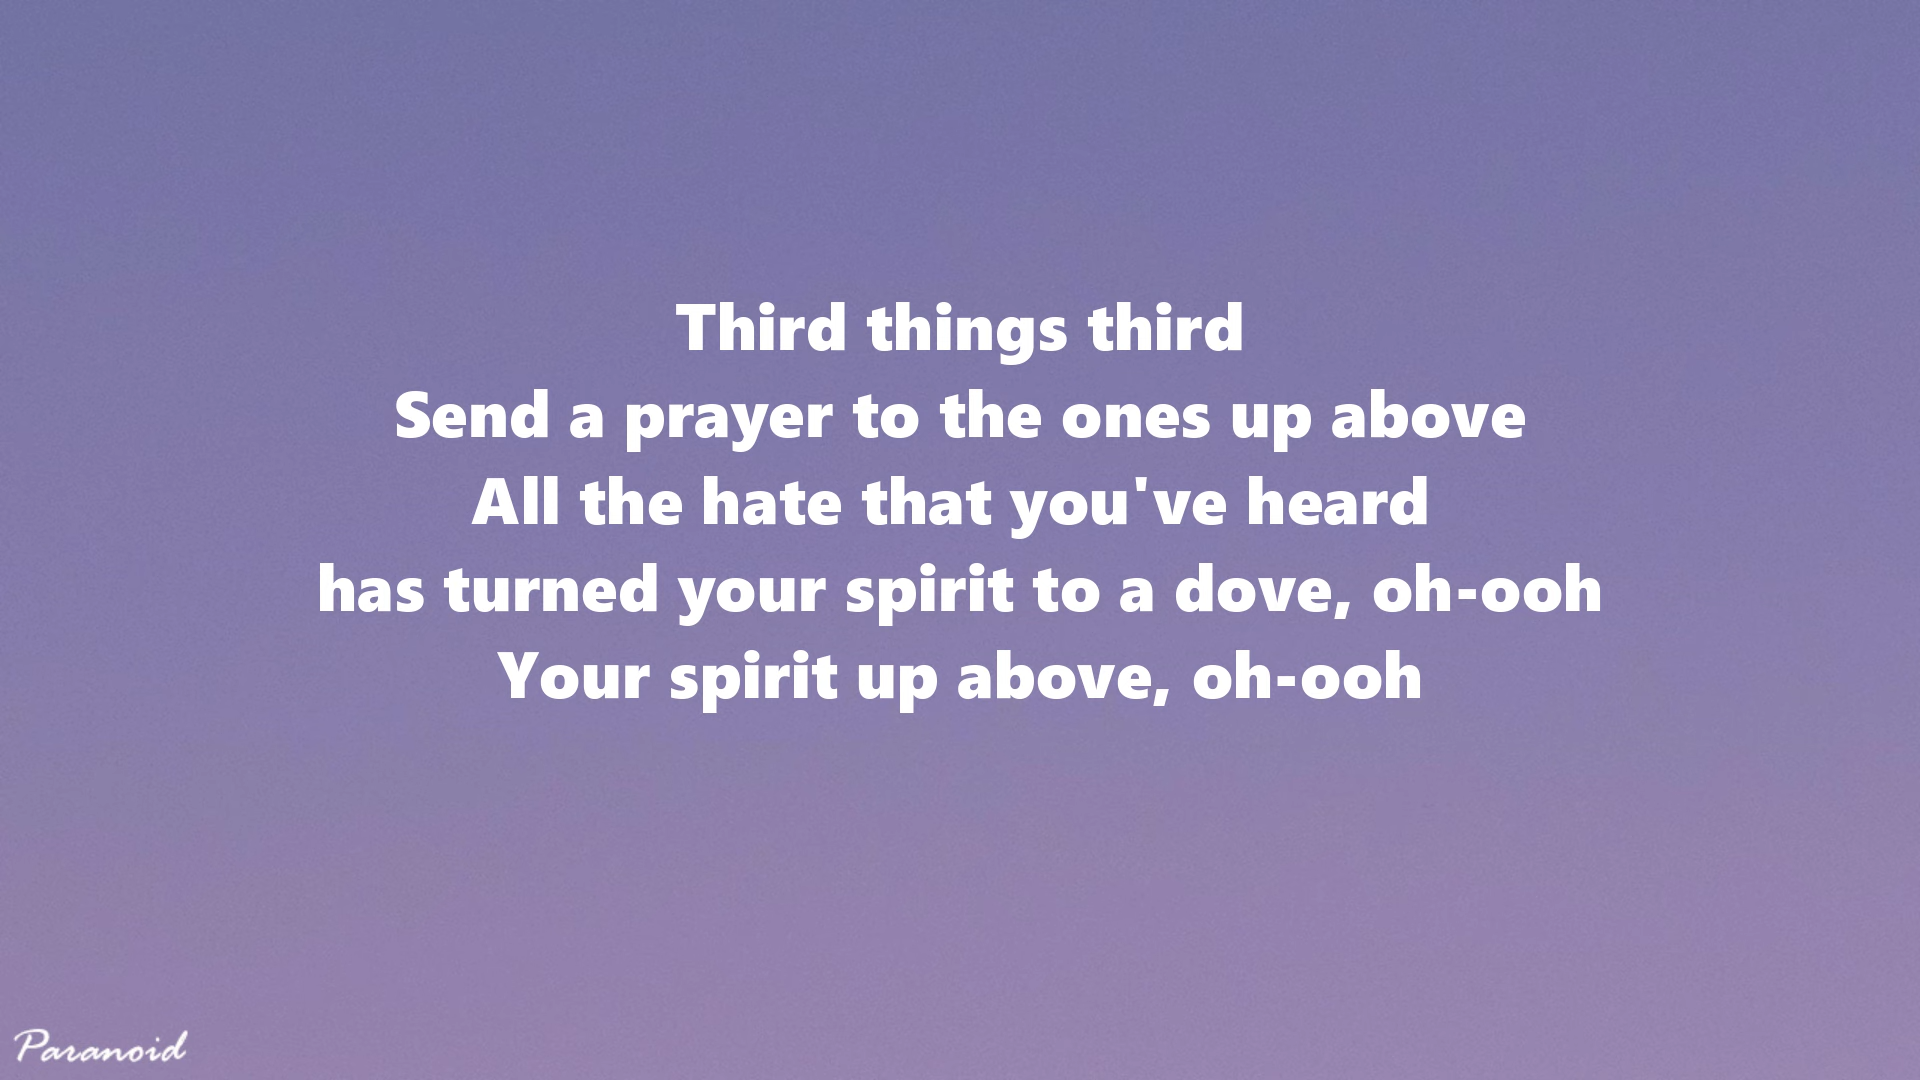 Third things third
Send a prayer to the ones up above
All the hate that you've heard
has turned your spirit to a dove, oh-ooh
Your spirit up above, oh-ooh
Paranoid